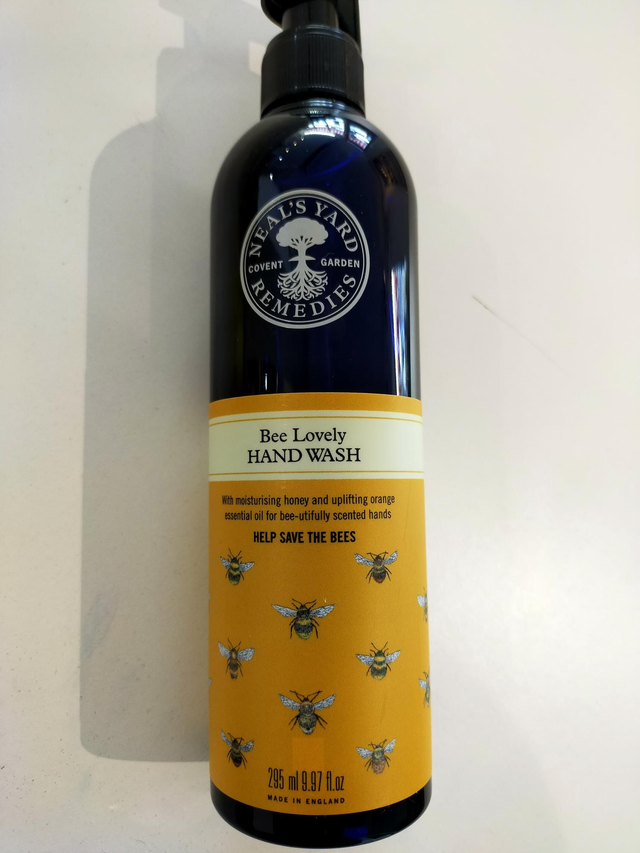 NEAL'S YARD
COVENT GARDEN
REMEDIES
Bee Lovely
HAND WASH
With moisturising honey and uplifting orange
essential oil for bee-utifully scented hands
HELP SAVE THE BEES
295 ml 9.97 fl.oz
MADE IN ENGLAND